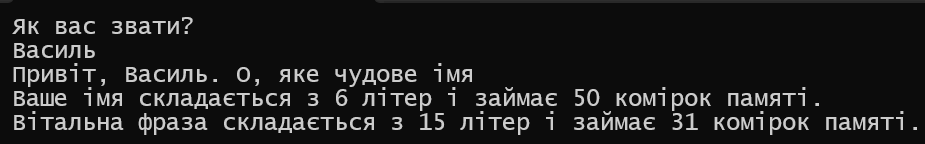 Як вас звати?
Василь
Привіт, Василь. О, яке чудове імя
Ваше імя складається з 6 літер і займає 50 комірок памяті.
Вітальна фраза складається з 15 літер і займає 31 комірок памяті.